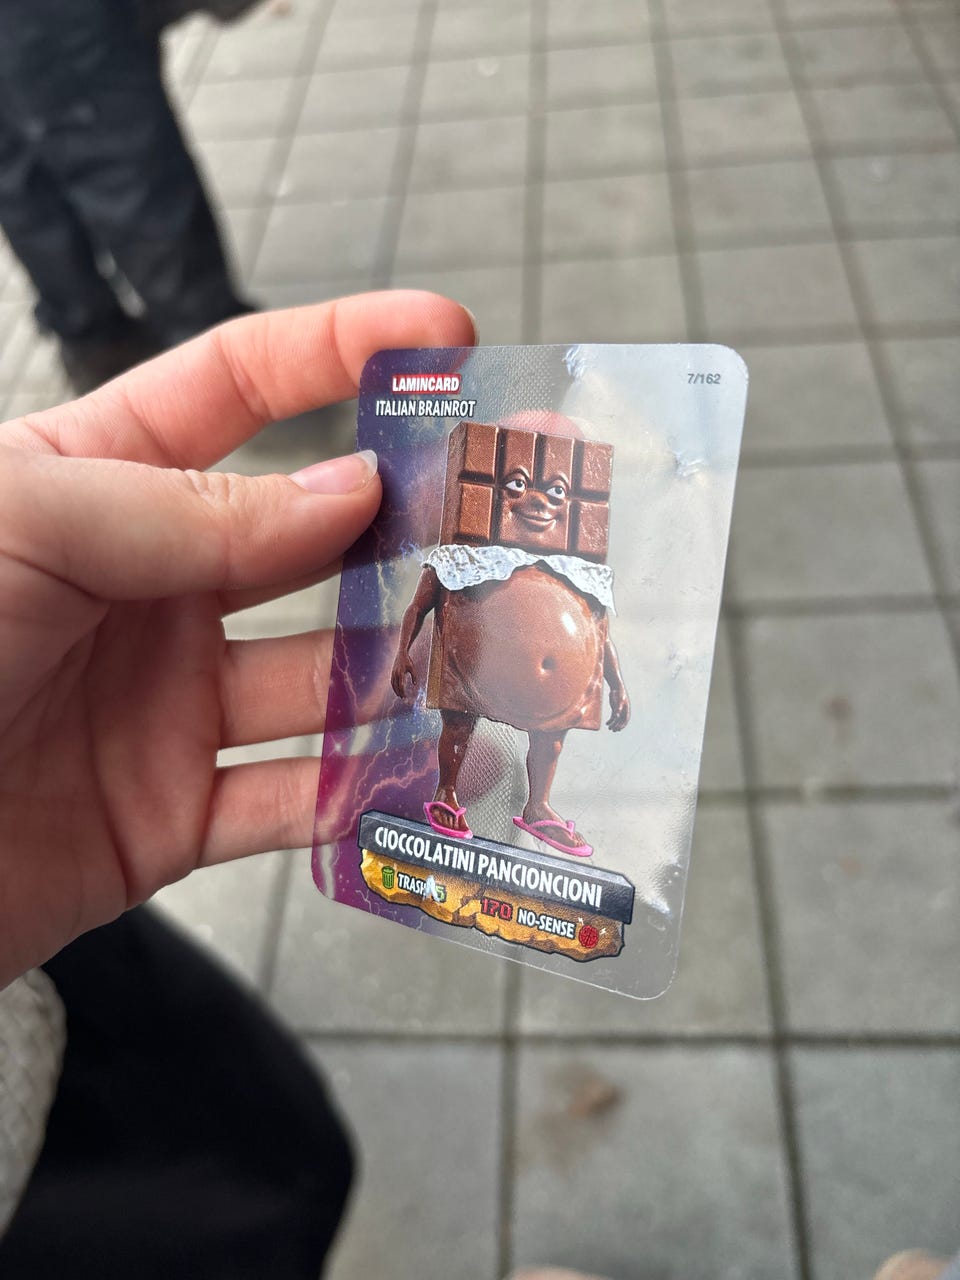 LAMINCARD
ITALIAN BRAINROT
7/162
CIOCCOLATINI PANCIONCIONI
TRASH
170 NO-SENSE